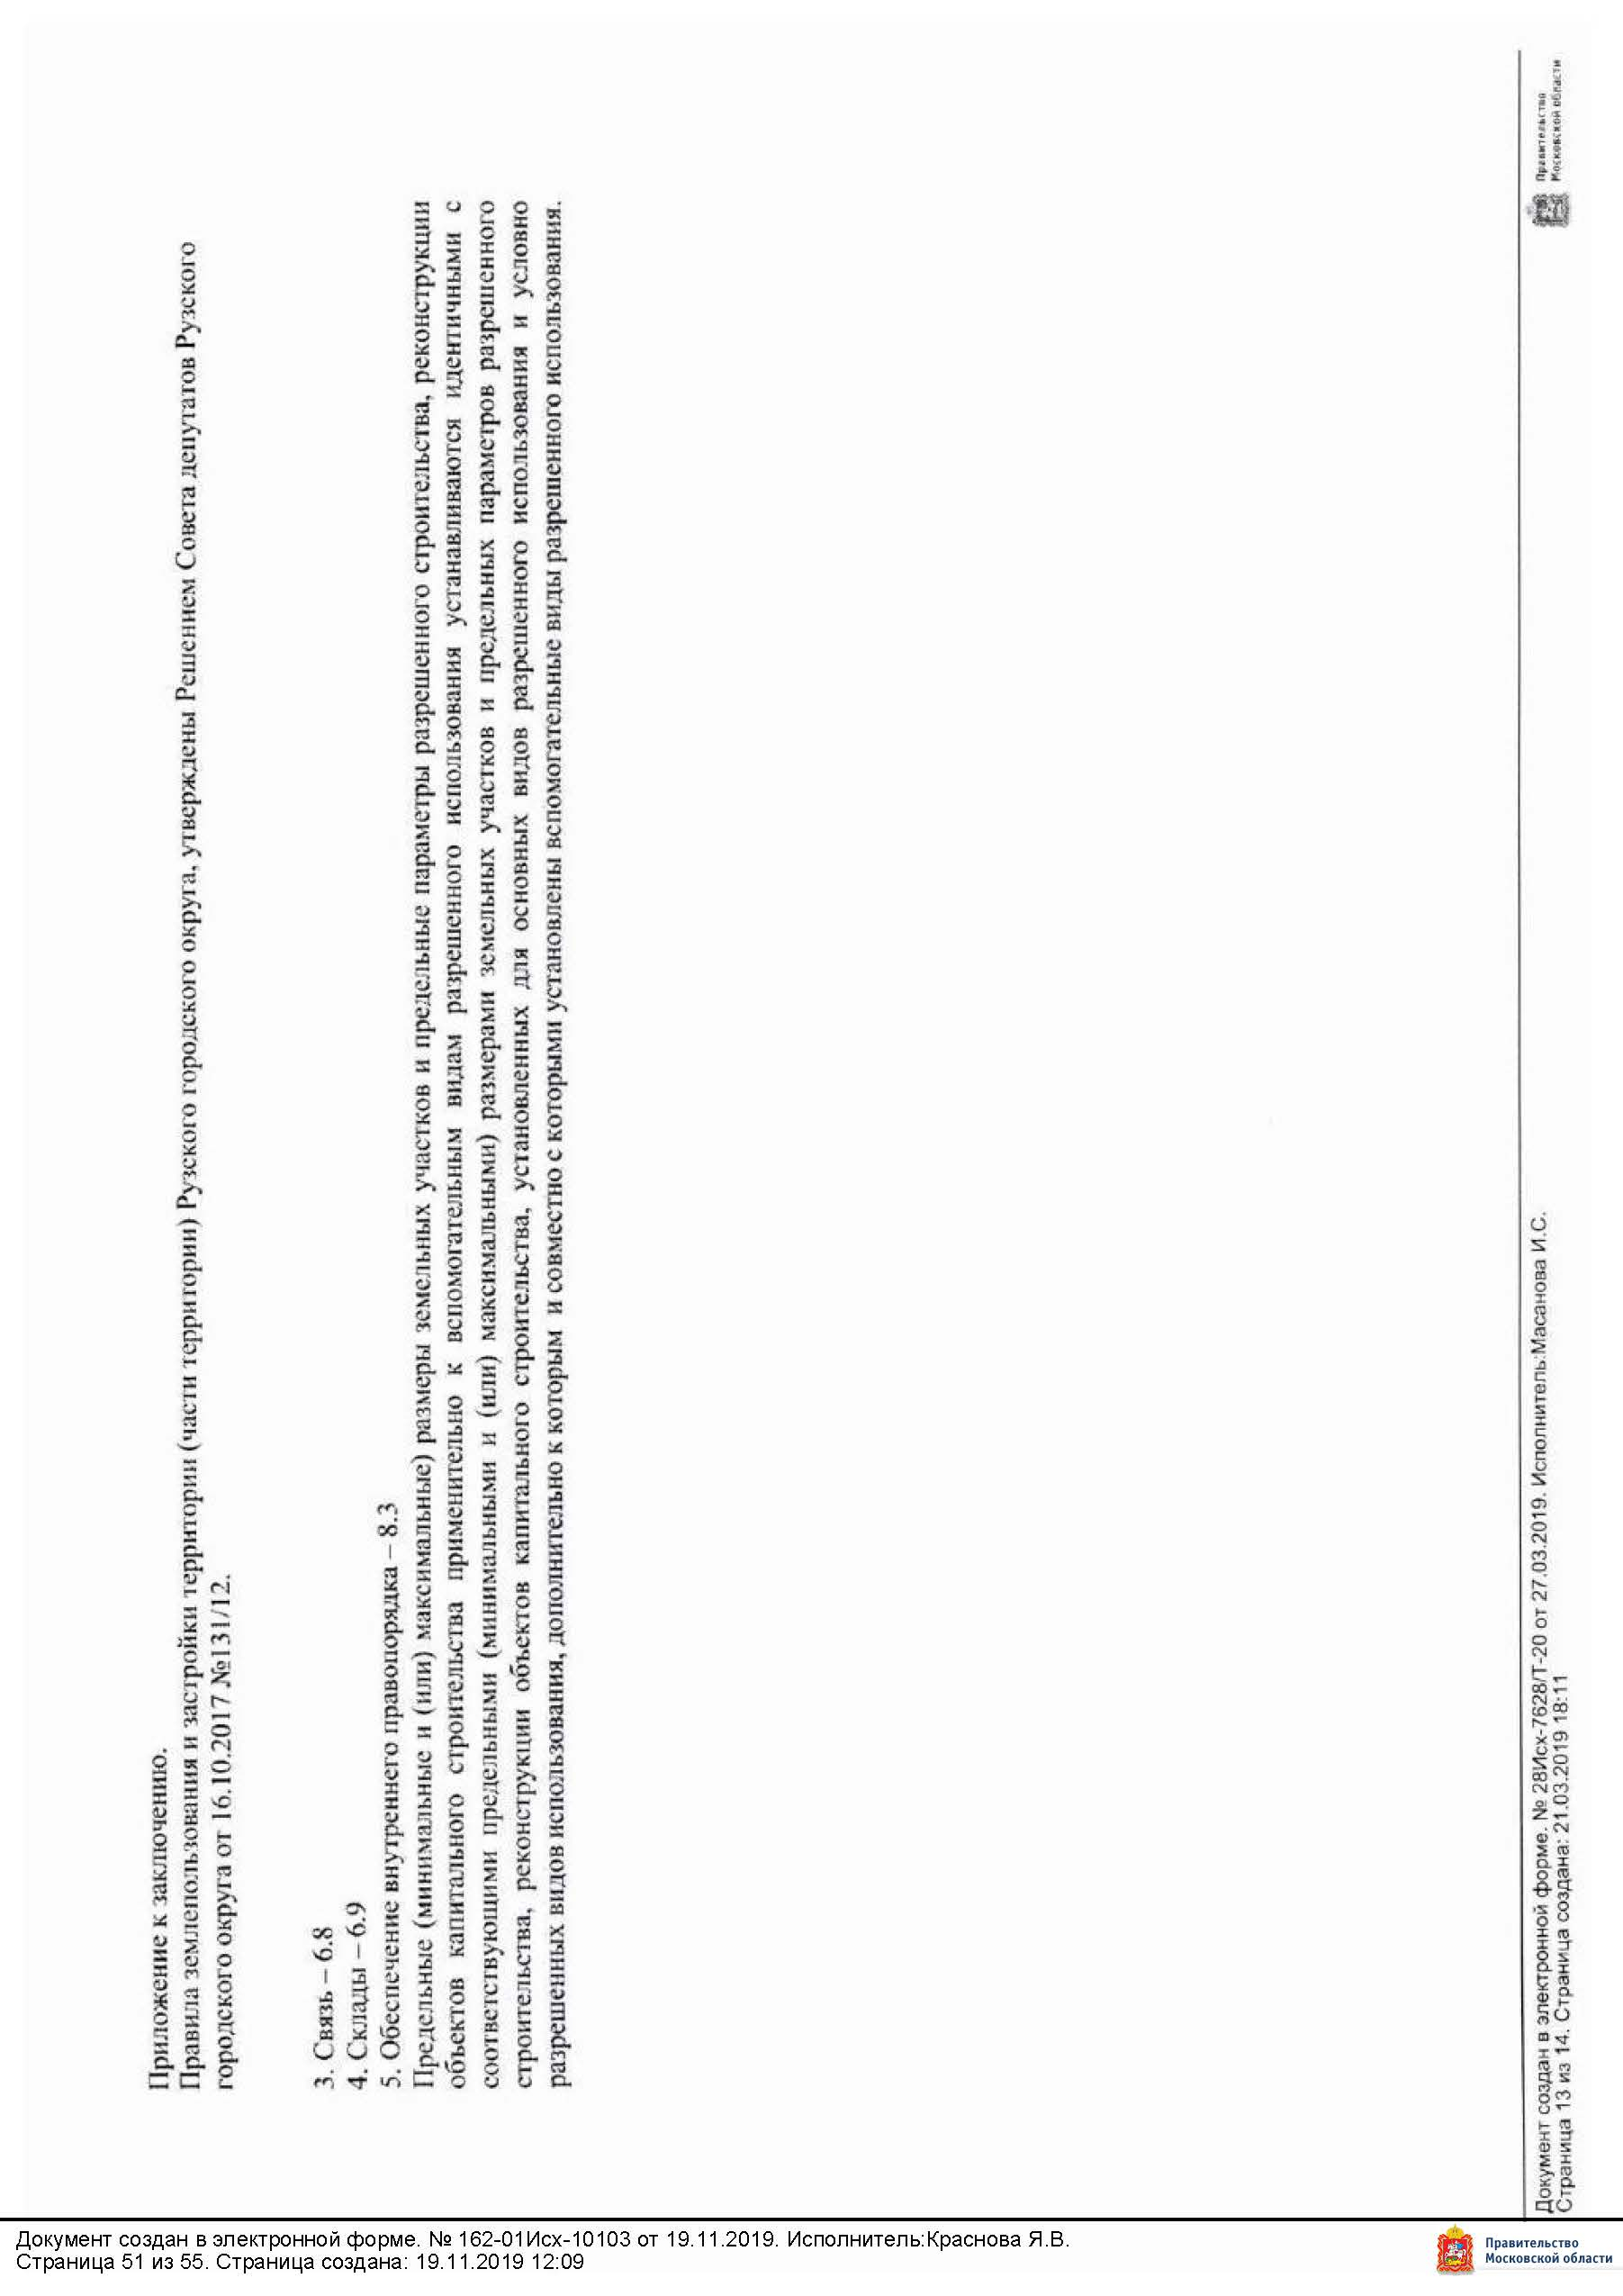 Приложение к заключению.
Правила землепользования и застройки территории (части территории) Рузского городского округа, утверждены Решением Совета депутатов Рузского
городского округа от 16.10.2017 №131/12.
3. Связь – 6.8
4. Склады – 6.9
5. Обеспечение внутреннего правопорядка – 8.3
Предельные (минимальные и (или) максимальные) размеры земельных участков и предельные параметры разрешенного строительства, реконструкции
объектов капитального строительства применительно к вспомогательным видам разрешенного использования устанавливаются идентичными с
соответствующими предельными (минимальными и (или) максимальными) размерами земельных участков и предельных параметров разрешенного
строительства, реконструкции объектов капитального строительства, установленных для основных видов разрешенного использования и условно
разрешенных видов использования, дополнительно к которым и совместно с которыми установлены вспомогательные виды разрешенного использования.
Документ создан в электронной форме. № 28Исх-7628/Т-20 от 27.03.2019. Исполнитель:Масанова И.С.
Страница 13 из 14. Страница создана: 21.03.2019 18:11
Правительство
Московской области
Документ создан в электронной форме. № 162-01Исх-10103 от 19.11.2019. Исполнитель:Краснова Я.В.
Страница 51 из 55. Страница создана: 19.11.2019 12:09
Правительство
Московской области